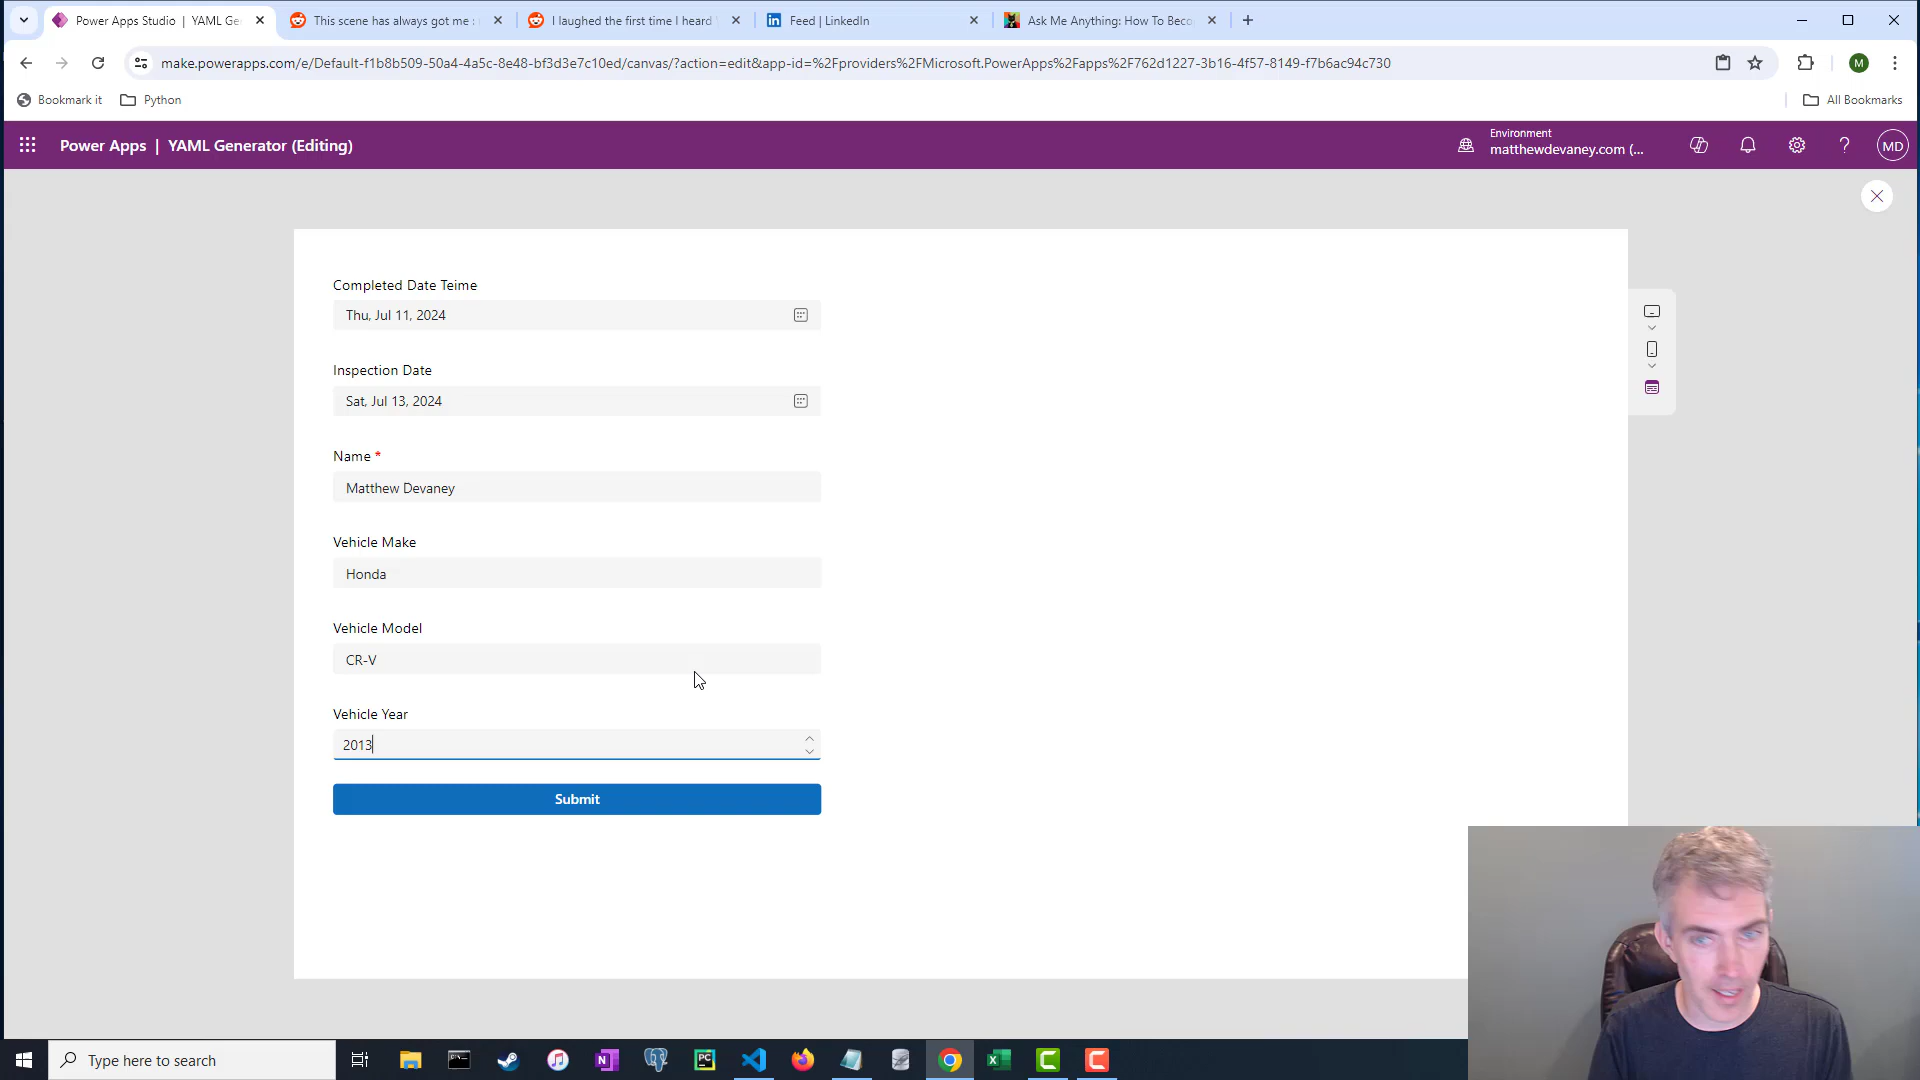 Power Apps Studio | YAML Ge
This scene has always got me :
I laughed the first time I heard
Feed | LinkedIn
Ask Me Anything: How To Beco
make.powerapps.com/e/Default-f1b8b509-50a4-4a5c-8e48-bf3d3e7c10ed/canvas/?action=edit&app-id=%2Fproviders%2FMicrosoft.PowerApps%2Fapps%2F762d1227-3b16-4f57-8149-f7b6ac94c730
M
Bookmark it
Python
All Bookmarks
Power Apps | YAML Generator (Editing)
Environment
matthewdevaney.com (...
MD
Completed Date Teime
Thu, Jul 11, 2024
Inspection Date
Sat, Jul 13, 2024
Name *
Matthew Devaney
Vehicle Make
Honda
Vehicle Model
CR-V
Vehicle Year
2013
Submit
Type here to search